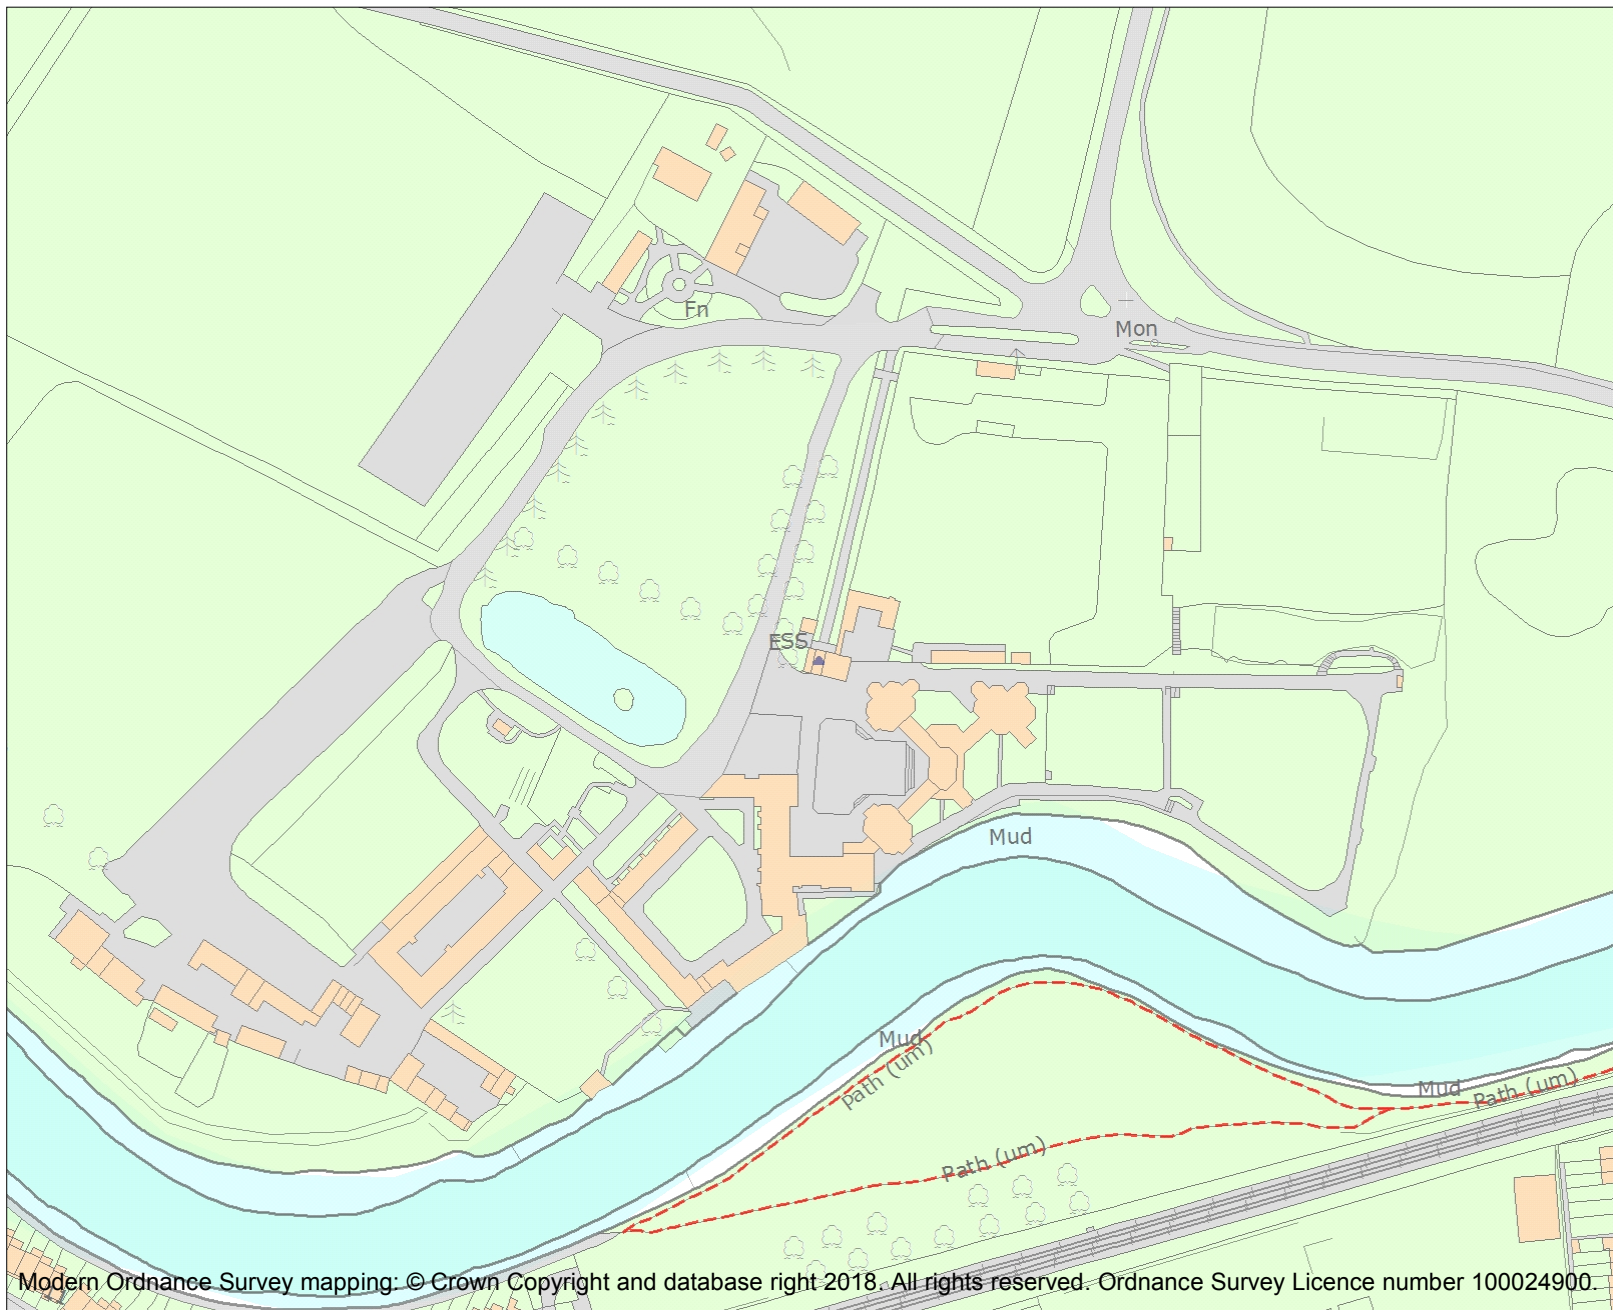 Fn
Mon
ESS
Mud
Mud
Path (um)
Mud
Path (um)
Path (um)
Modern Ordnance Survey mapping: © Crown Copyright and database right 2018. All rights reserved. Ordnance Survey Licence number 100024900.